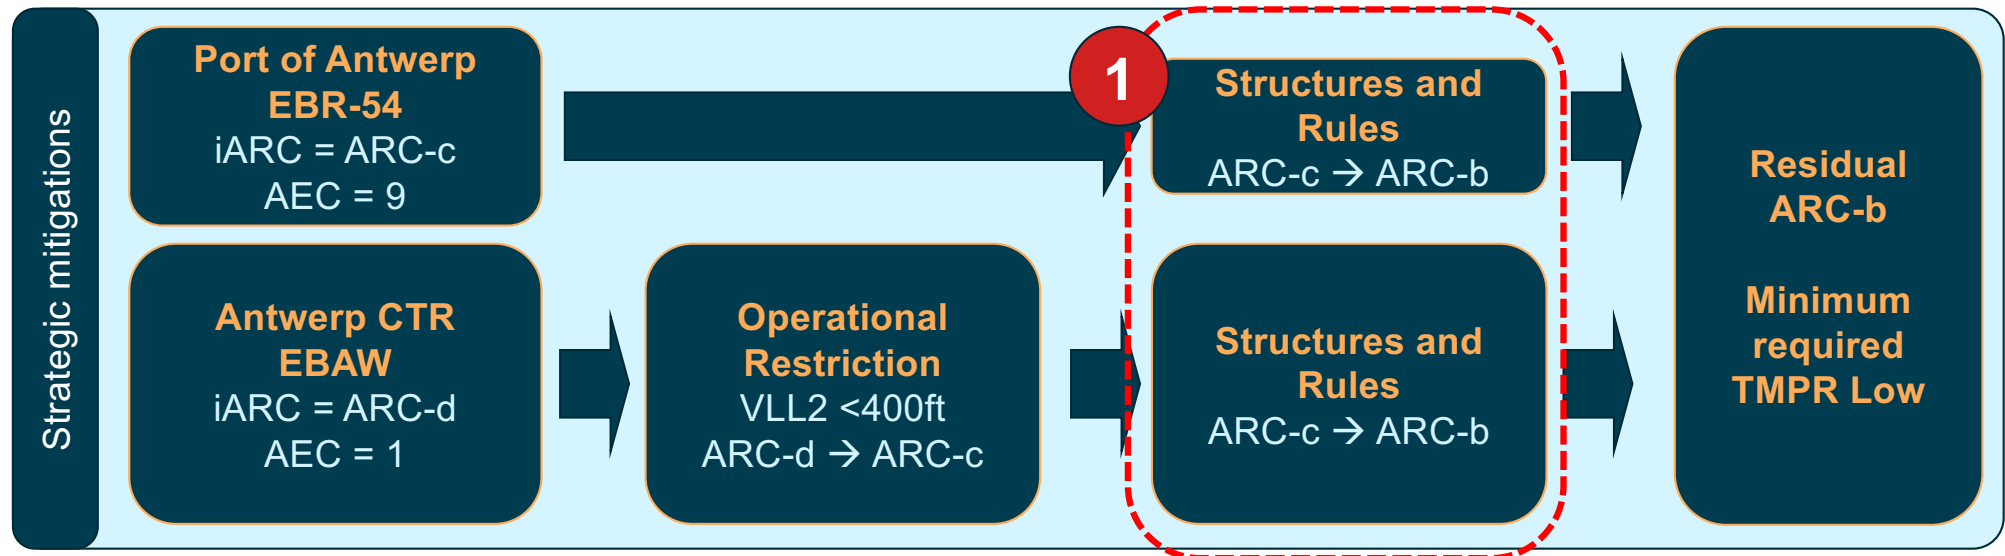 Strategic mitigations
Port of Antwerp
EBR-54
iARC = ARC-c
AEC = 9
1
Structures and
Rules
ARC-c → ARC-b
Antwerp CTR
EBAW
iARC = ARC-d
AEC = 1
Operational
Restriction
VLL2 <400ft
ARC-d → ARC-c
Structures and
Rules
ARC-c → ARC-b
Residual
ARC-b
Minimum
required
TMPR Low